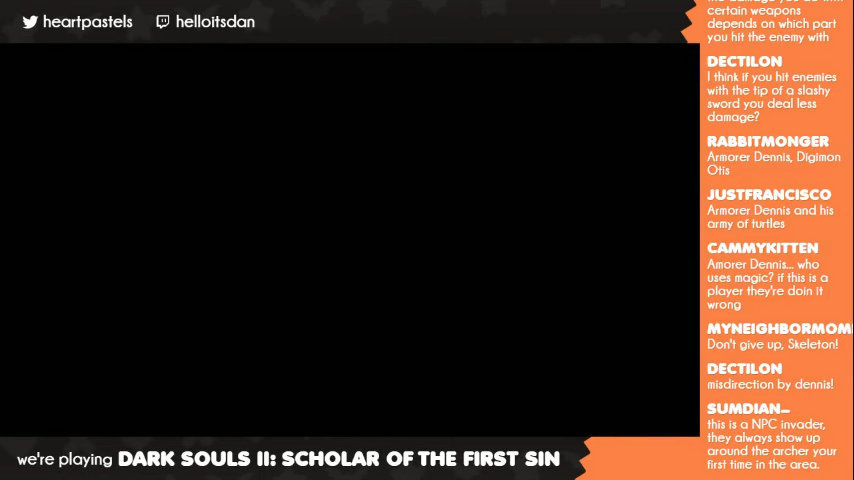 heartpastels
helloitsdan
certain weapons
depends on which part
you hit the enemy with
DECTILON
I think if you hit enemies
with the tip of a slashy
sword you deal less
damage?
RABBITMONGER
Armorer Dennis, Digimon
Otis
JUSTFRANCISCO
Armorer Dennis and his
army of turtles
CAMMYKITTEN
Amorer Dennis... who
uses magic? if this is a
player they're doin it
wrong
MYNEIGHBORMOM
Don't give up, Skeleton!
DECTILON
misdirection by dennis!
SUMDIAN—
this is a NPC invader,
they always show up
around the archer your
first time in the area.
we're playing DARK SOULS II: SCHOLAR OF THE FIRST SIN